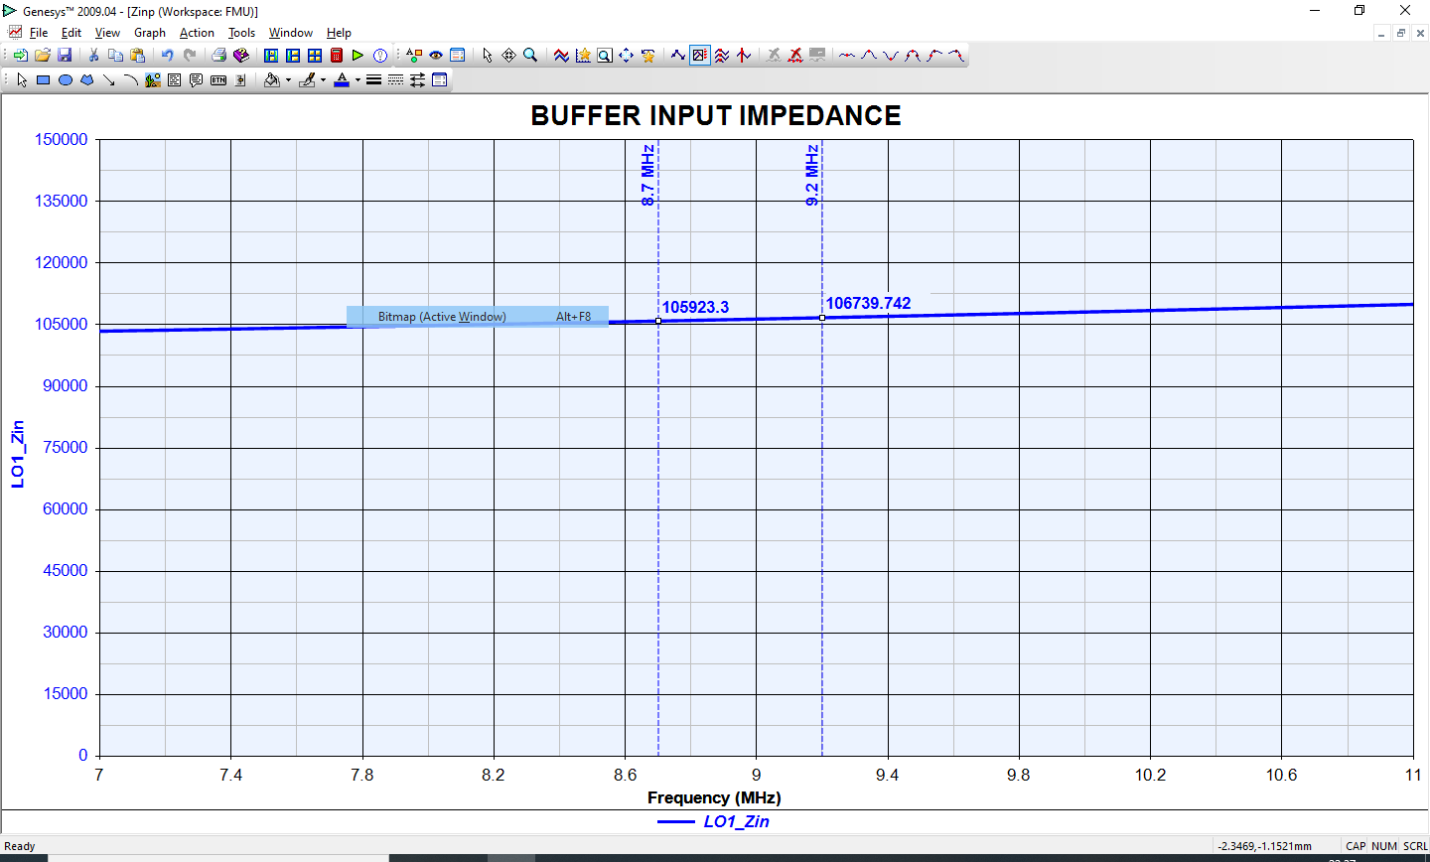 Genesys™ 2009.04 - [Zinp (Workspace: FMU)]
File Edit View Graph Action Tools Window Help
BUFFER INPUT IMPEDANCE
150000
135000
120000
105000
90000
75000
60000
45000
30000
15000
0
LO1_Zin
8.7 MHz
9.2 MHz
105923.3
106739.742
Bitmap (Active Window) Alt+F8
7 7.4 7.8 8.2 8.6 9 9.4 9.8 10.2 10.6 11
Frequency (MHz)
LO1_Zin
Ready -2.3469,-1.1521mm CAP NUM SCRL